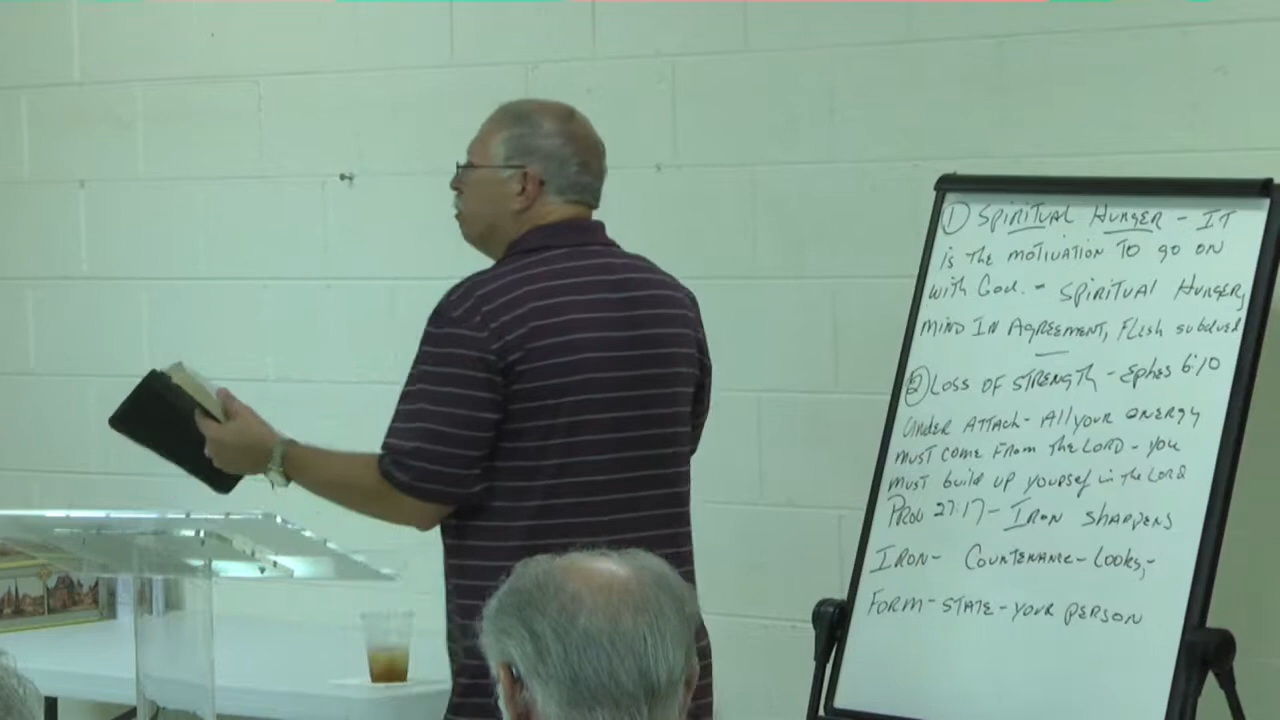 ① SPIRITUAL HUNGER - IT
is THE MOTIVATION TO go ON
with God. - SPIRITUAL HUNGER,
MIND IN AGREEMENT, Flesh subdued
② LOSS OF STRENGTH - Ephes 6:10
Under ATTACK - All your energy
must come From The LORD - you
must build up yourself in the LORD
PROV 27:17 - IRON SHARPENS
IRON - COUNTENANCE - Looks, -
FORM - STATE - YOUR PERSON